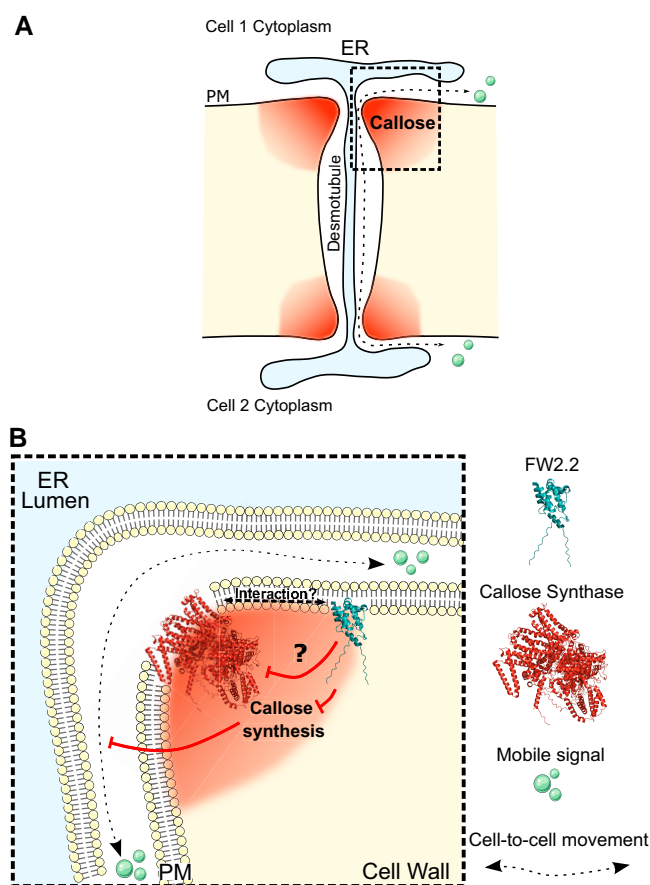 A
Cell 1 Cytoplasm
ER
PM
Callose
Desmotubule
Cell 2 Cytoplasm
B
ER
Lumen
Interaction?
?
Callose
synthesis
PM
Cell Wall
FW2.2
Callose Synthase
Mobile signal
Cell-to-cell movement